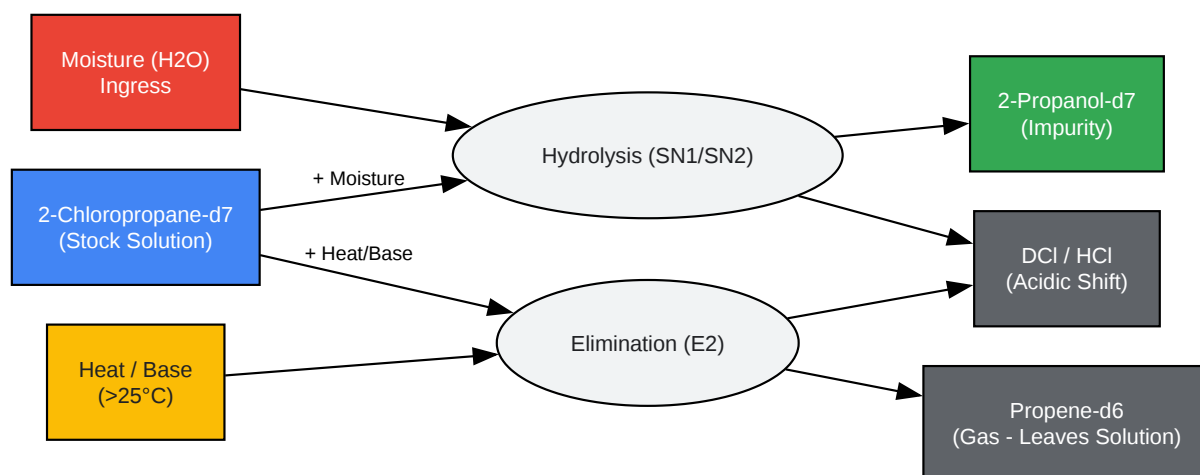 Moisture (H2O)
Ingress
2-Chloropropane-d7
(Stock Solution)
Heat / Base
(>25°C)
+ Moisture
+ Heat/Base
Hydrolysis (SN1/SN2)
Elimination (E2)
2-Propanol-d7
(Impurity)
DCl / HCl
(Acidic Shift)
Propene-d6
(Gas - Leaves Solution)